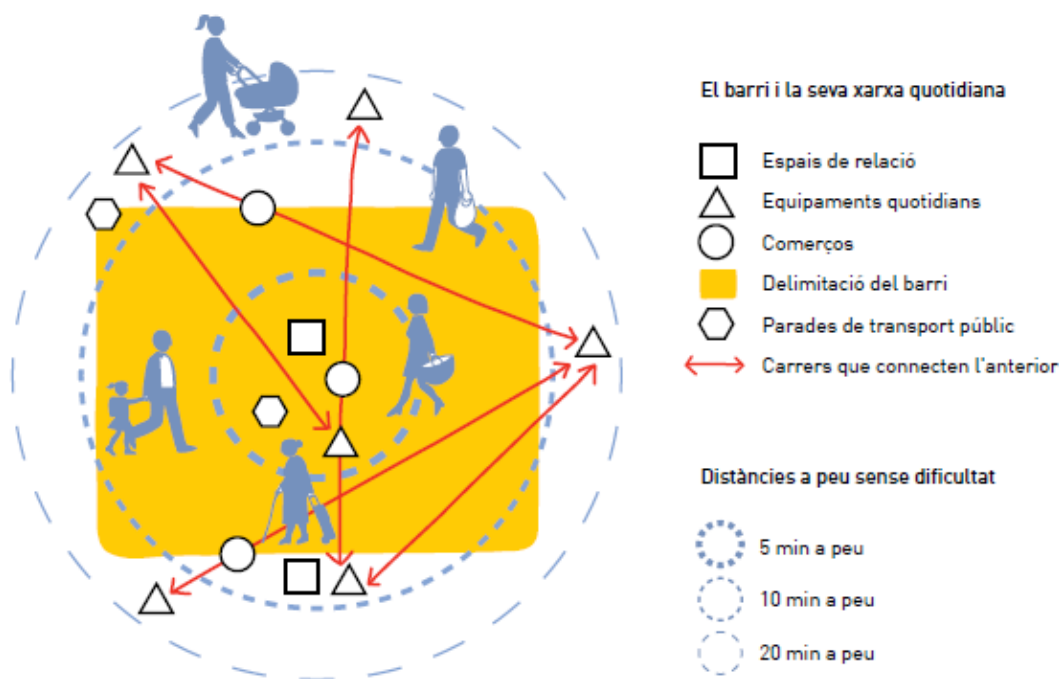 El barri i la seva xarxa quotidiana
Espais de relació
Equipaments quotidians
Comerços
Delimitació del barri
Parades de transport públic
Carrers que connecten l'anterior
Distàncies a peu sense dificultat
5 min a peu
10 min a peu
20 min a peu